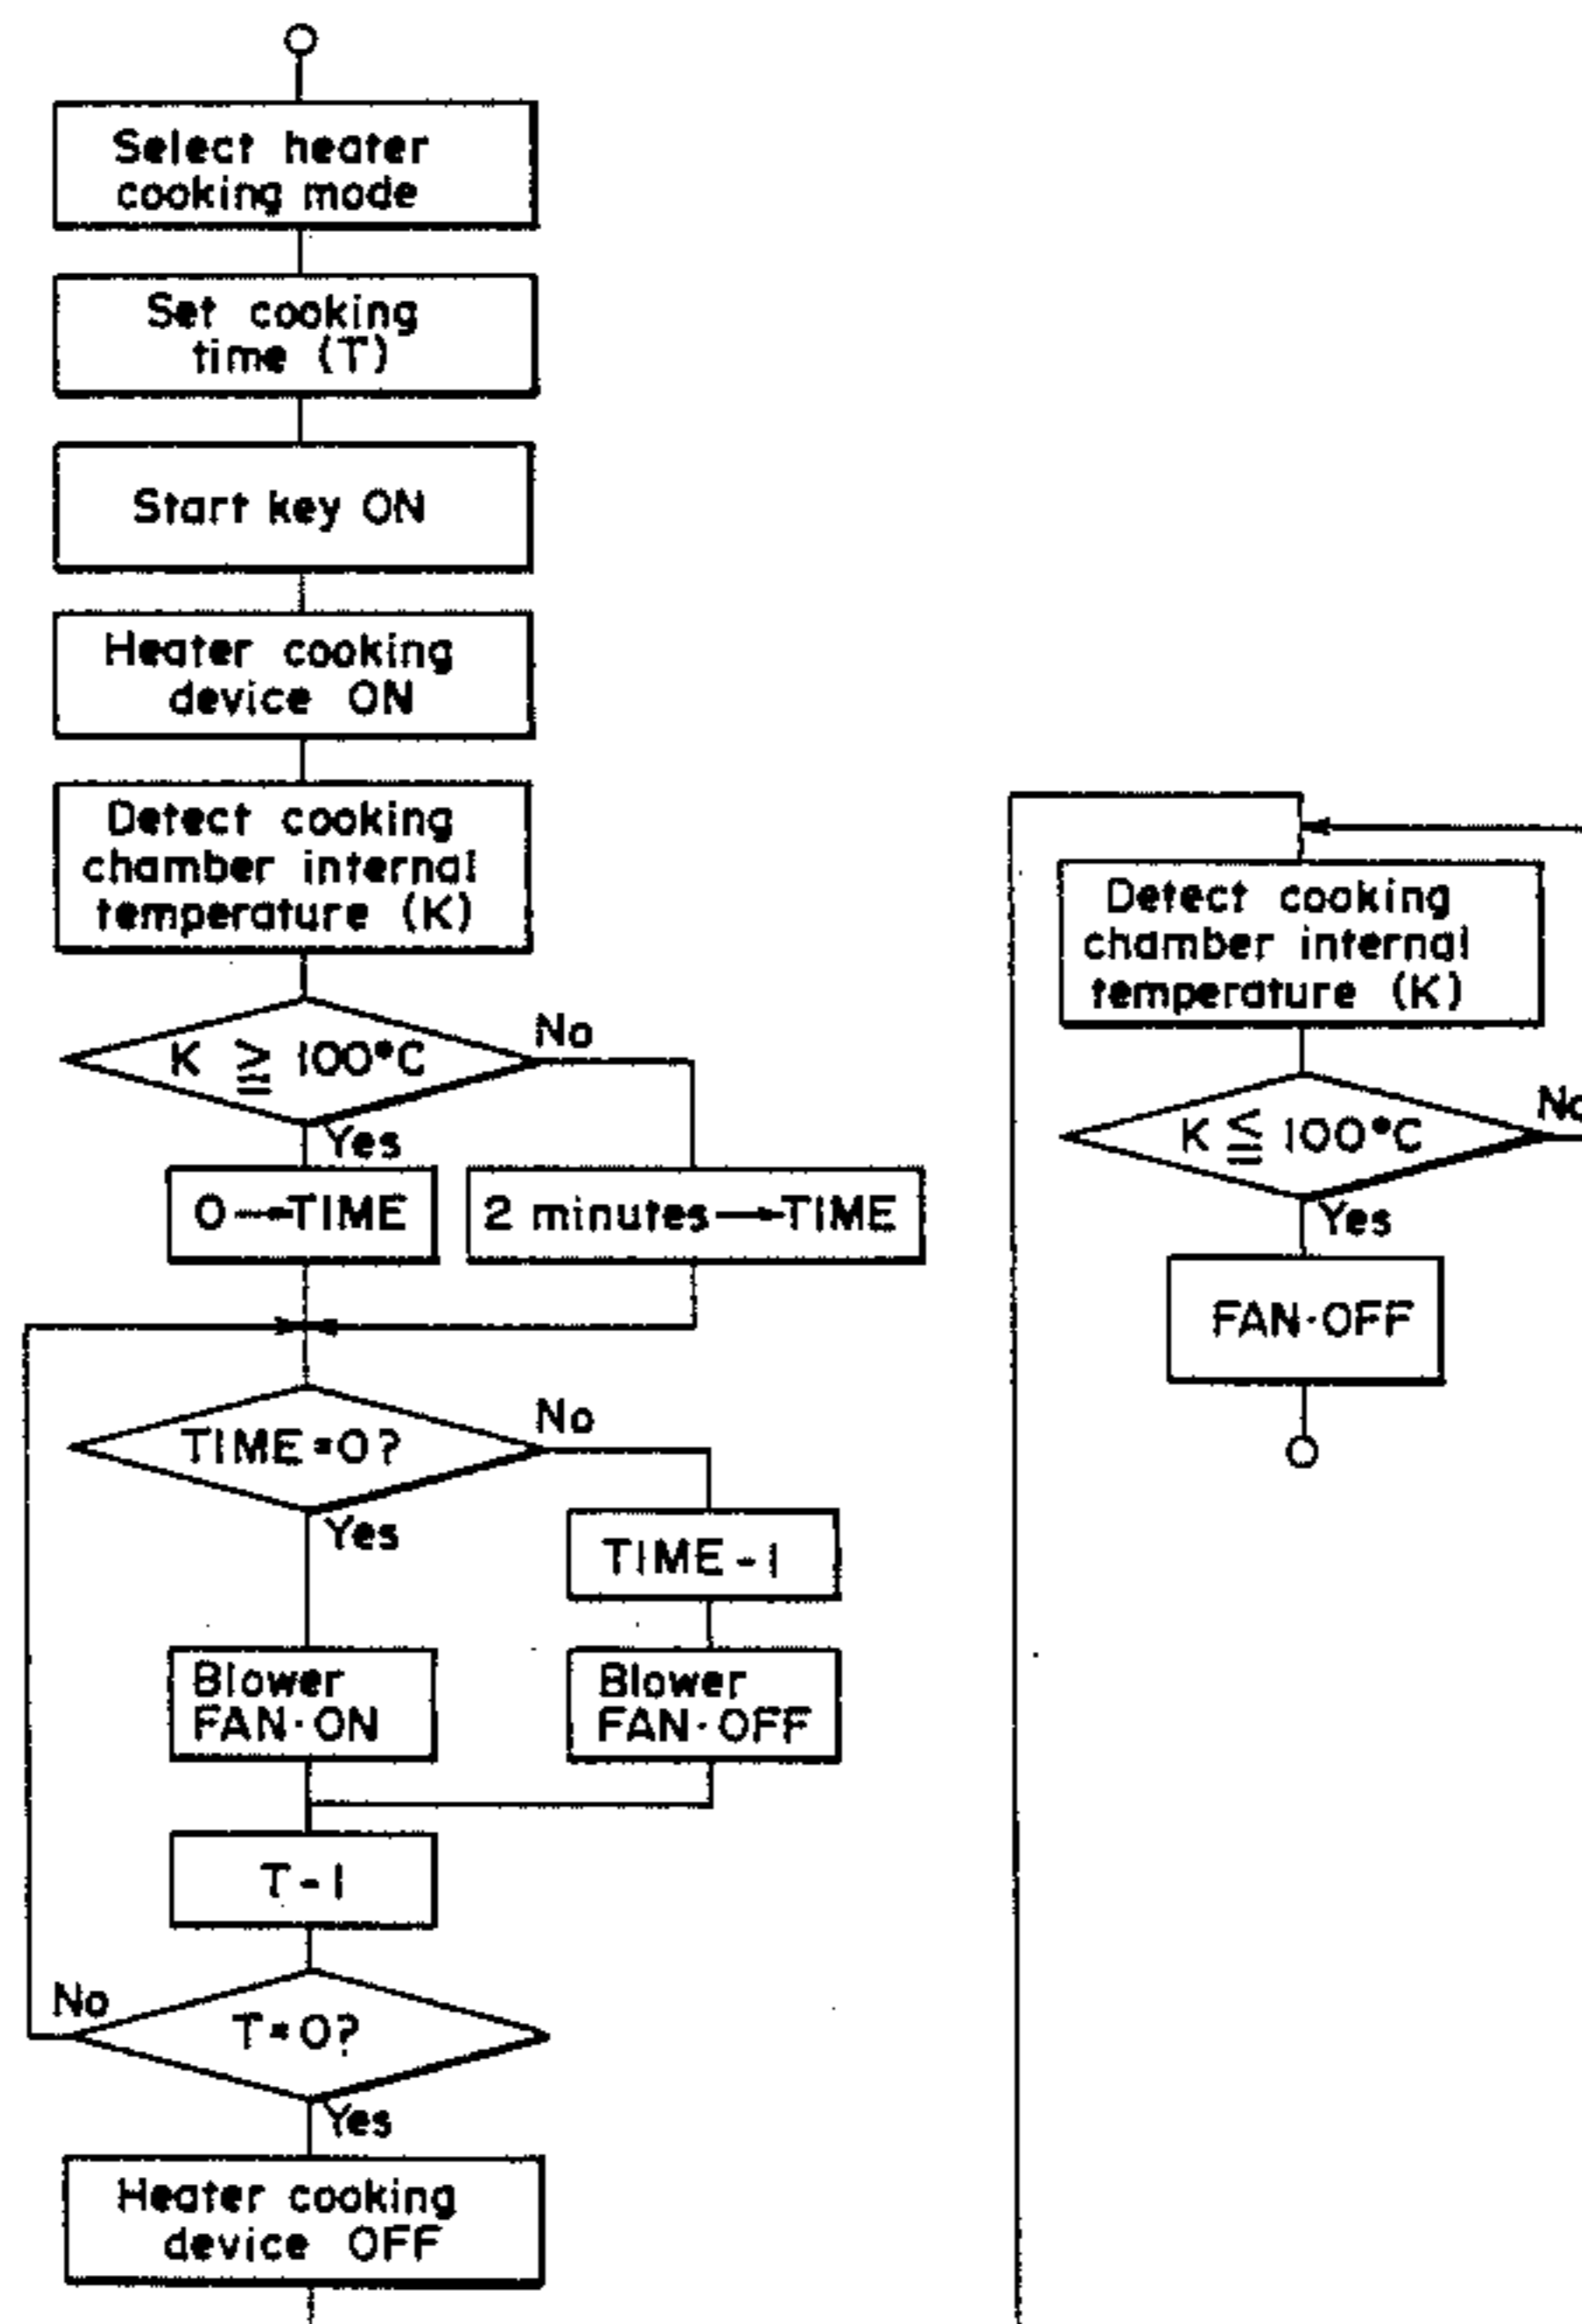 Select heater
cooking mode
Set cooking
time (T)
Start key ON
Heater cooking
device ON
Detect cooking
chamber internal
temperature (K)
K ≧ 100°C
No
Yes
0→TIME
2 minutes→TIME
TIME=0?
No
Yes
TIME-1
Blower
FAN·ON
Blower
FAN·OFF
T-1
No
T=0?
Yes
Heater cooking
device OFF
Detect cooking
chamber internal
temperature (K)
K ≦ 100°C
No
Yes
FAN·OFF